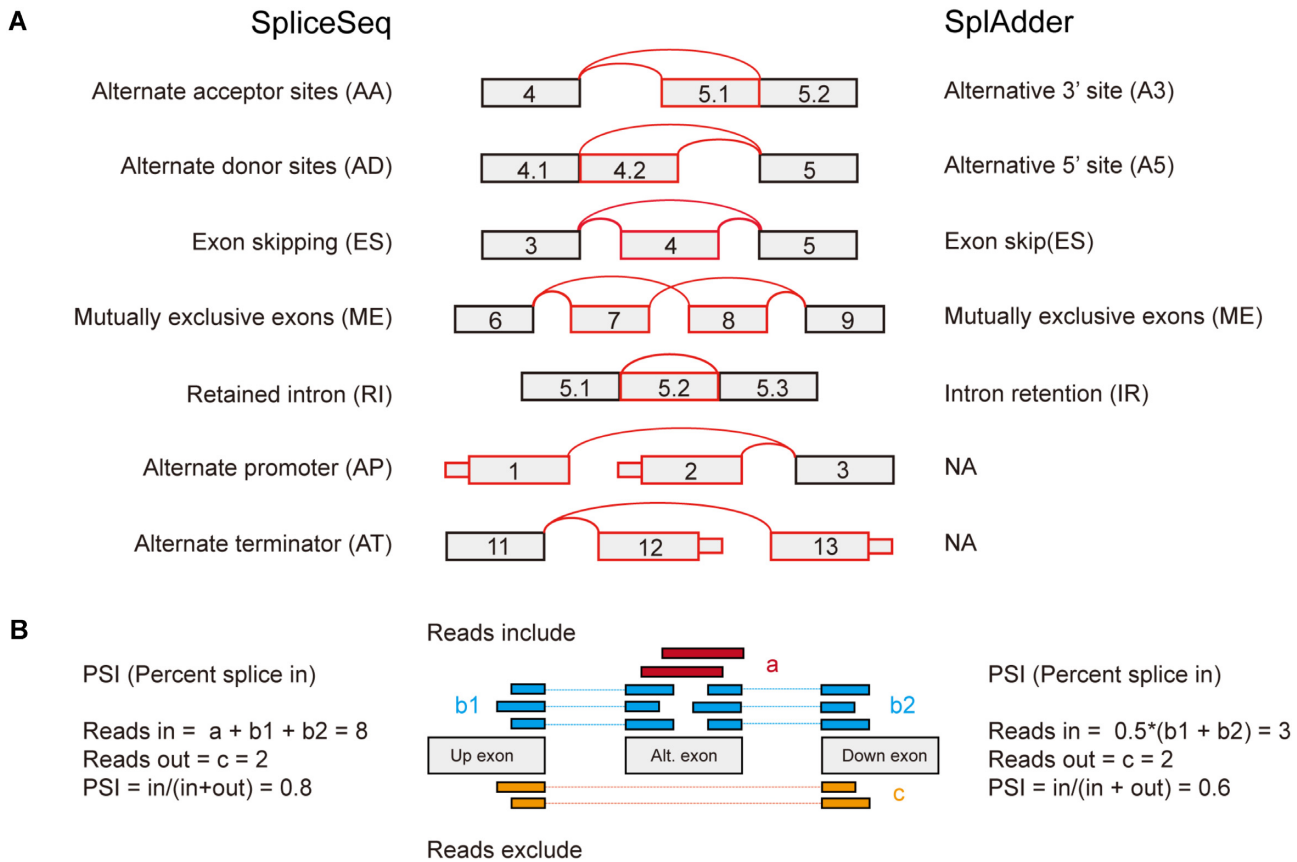 A
SpliceSeq
SplAdder
Alternate acceptor sites (AA)
4
5.1
5.2
Alternative 3' site (A3)
Alternate donor sites (AD)
4.1
4.2
5
Alternative 5' site (A5)
Exon skipping (ES)
3
4
5
Exon skip(ES)
Mutually exclusive exons (ME)
6
7
8
9
Mutually exclusive exons (ME)
Retained intron (RI)
5.1
5.2
5.3
Intron retention (IR)
Alternate promoter (AP)
1
2
3
NA
Alternate terminator (AT)
11
12
13
NA
B
PSI (Percent splice in)
Reads in = a + b1 + b2 = 8
Reads out = c = 2
PSI = in/(in+out) = 0.8
Reads include
a
b1
b2
Up exon
Alt. exon
Down exon
c
Reads exclude
PSI (Percent splice in)
Reads in = 0.5*(b1 + b2) = 3
Reads out = c = 2
PSI = in/(in + out) = 0.6